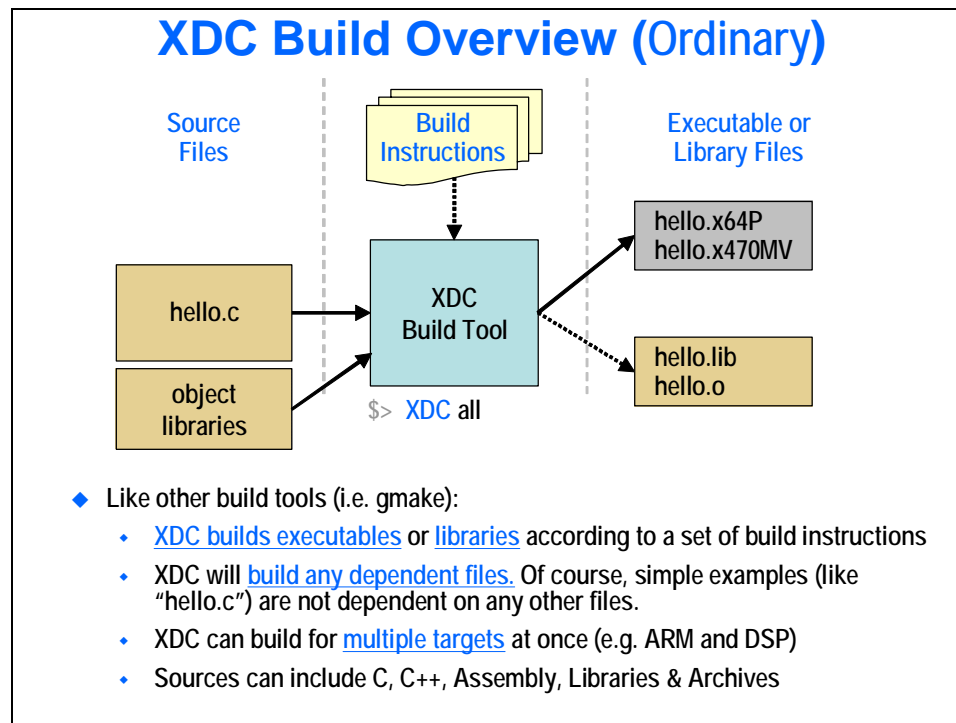 XDC Build Overview (Ordinary)
Source
Files
Build
Instructions
Executable or
Library Files
hello.x64P
hello.x470MV
hello.c
XDC
Build Tool
hello.lib
hello.o
object
libraries
$> XDC all
Like other build tools (i.e. gmake):
XDC builds executables or libraries according to a set of build instructions
XDC will build any dependent files. Of course, simple examples (like
“hello.c”) are not dependent on any other files.
XDC can build for multiple targets at once (e.g. ARM and DSP)
Sources can include C, C++, Assembly, Libraries & Archives